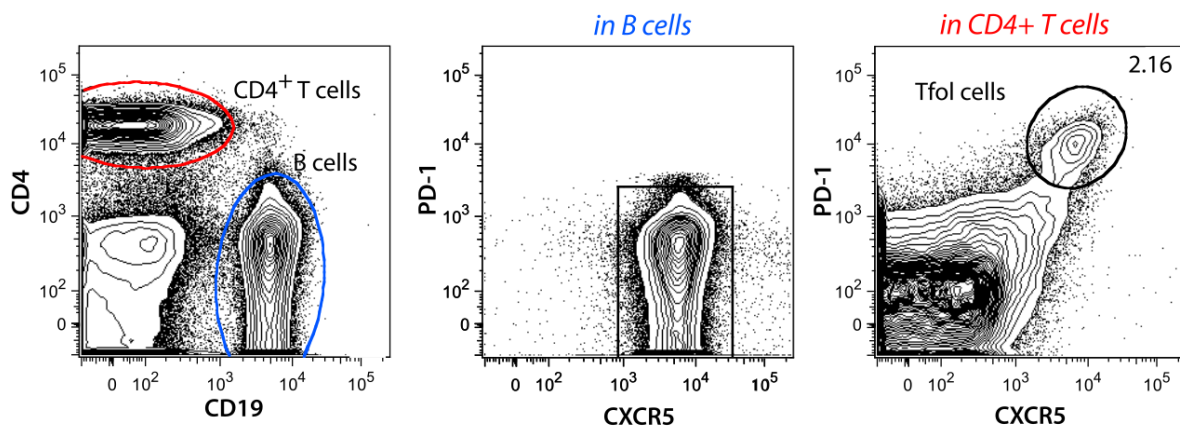 in B cells
in CD4+ T cells
10⁵
10⁴
10³
10²
0
CD4
CD4⁺ T cells
B cells
0
10²
10³
10⁴
10⁵
CD19
10⁵
10⁴
10³
10²
0
PD-1
0
10³
10⁴
10⁵
CXCR5
10⁵
10⁴
10³
10²
0
PD-1
2.16
Tfol cells
0
10³
10⁴
10⁵
CXCR5